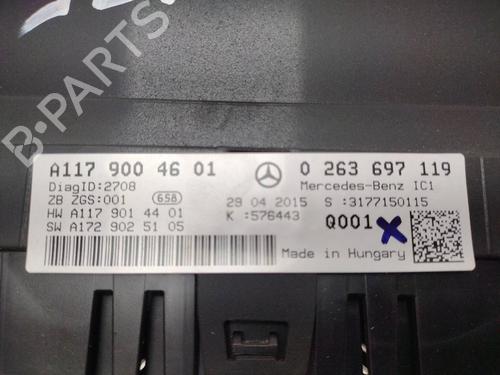 B-PARTS
A117 900 46 01
0 263 697 119
DiagID:2708
Mercedes-Benz IC1
ZB ZGS:001
658
29 04 2015
S :3177150115
HW A117 901 44 01
K :576443
Q001 X
SW A172 902 51 05
Made in Hungary